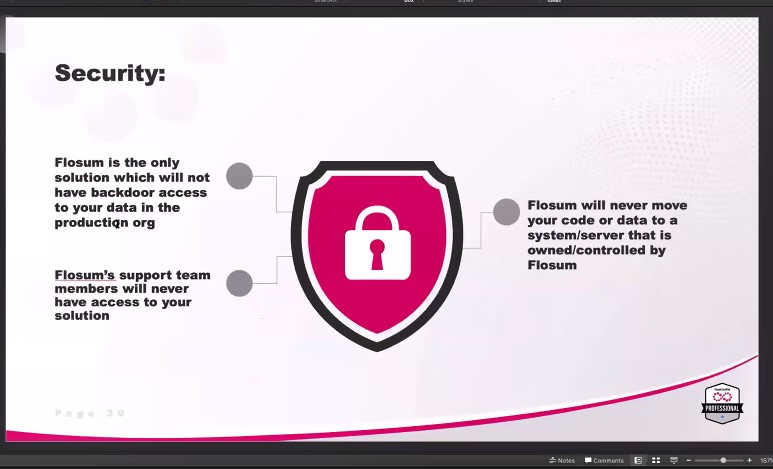 Security:
Flosum is the only
solution which will not
have backdoor access
to your data in the
production org
Flosum's support team
members will never
have access to your
solution
Flosum will never move
your code or data to a
system/server that is
owned/controlled by
Flosum
Page 30
PROFESSIONAL
Notes
Comments
157%